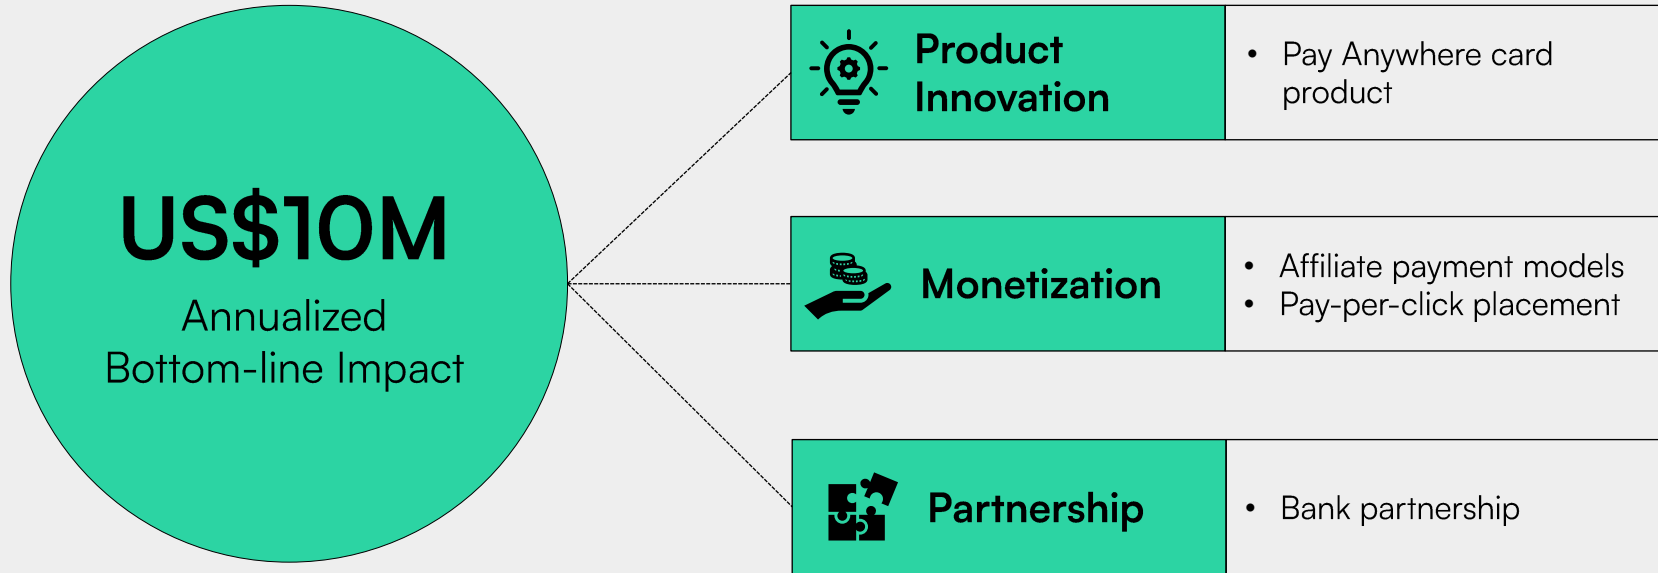 US$10M
Annualized
Bottom-line Impact
Product
Innovation
• Pay Anywhere card
product
Monetization
• Affiliate payment models
• Pay-per-click placement
Partnership
• Bank partnership